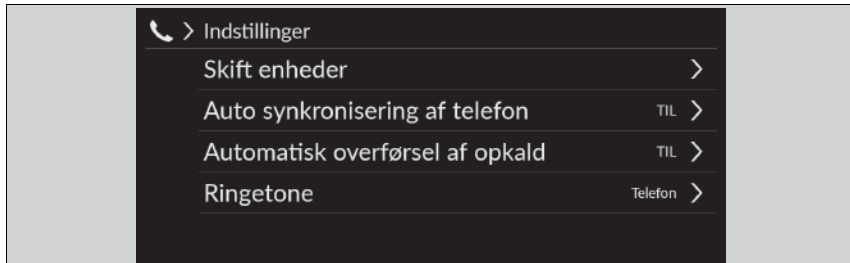 Indstillinger
Skift enheder
Auto synkronisering af telefon TIL
Automatisk overførsel af opkald TIL
Ringetone Telefon